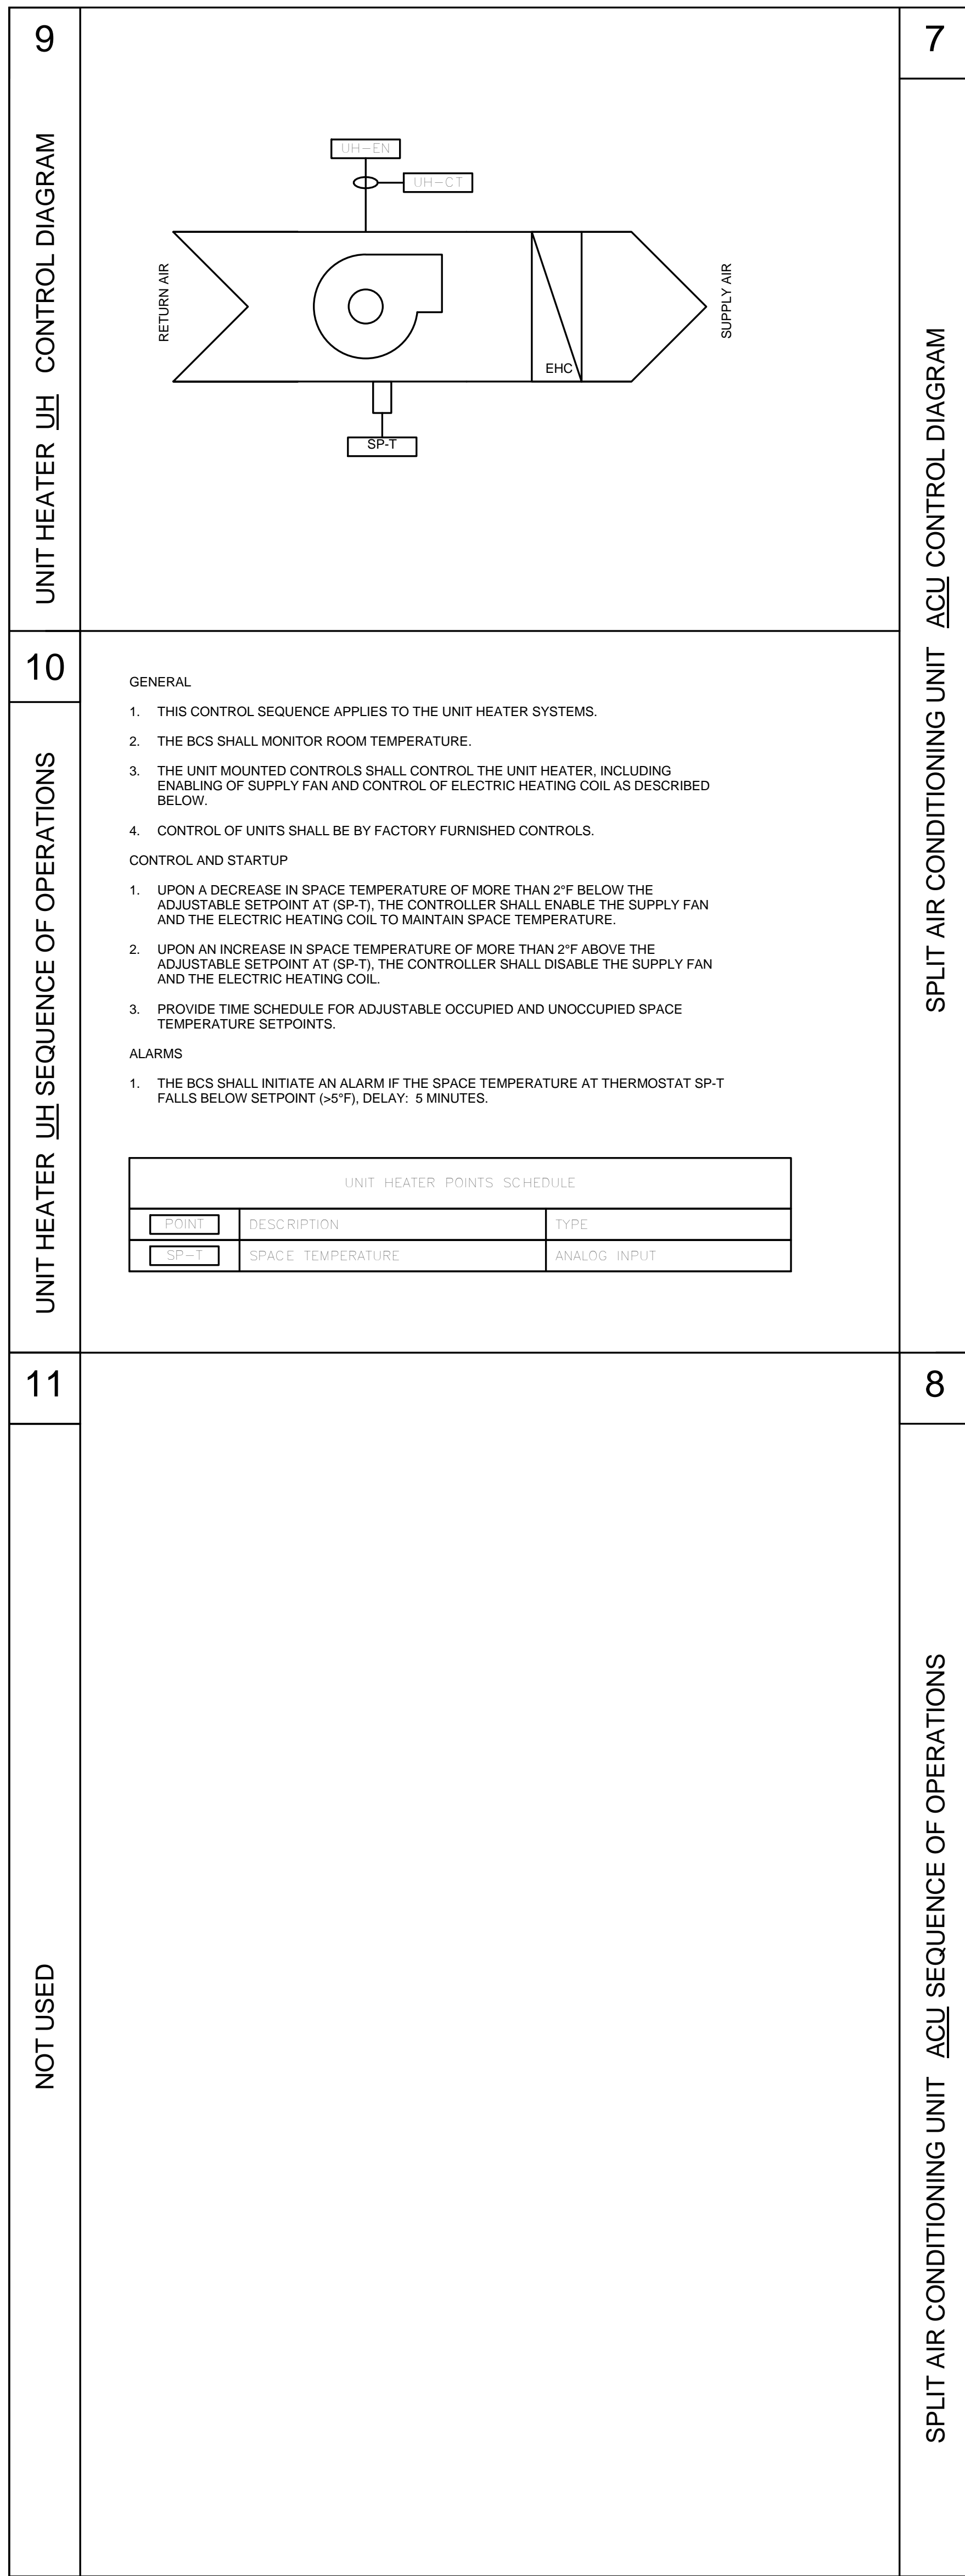 9
UNIT HEATER UH CONTROL DIAGRAM
UH-EN
UH-CT
RETURN AIR
SUPPLY AIR
EHC
SP-T
10
UNIT HEATER UH SEQUENCE OF OPERATIONS
GENERAL
1. THIS CONTROL SEQUENCE APPLIES TO THE UNIT HEATER SYSTEMS.
2. THE BCS SHALL MONITOR ROOM TEMPERATURE.
3. THE UNIT MOUNTED CONTROLS SHALL CONTROL THE UNIT HEATER, INCLUDING
ENABLING OF SUPPLY FAN AND CONTROL OF ELECTRIC HEATING COIL AS DESCRIBED
BELOW.
4. CONTROL OF UNITS SHALL BE BY FACTORY FURNISHED CONTROLS.
CONTROL AND STARTUP
1. UPON A DECREASE IN SPACE TEMPERATURE OF MORE THAN 2°F BELOW THE
ADJUSTABLE SETPOINT AT (SP-T), THE CONTROLLER SHALL ENABLE THE SUPPLY FAN
AND THE ELECTRIC HEATING COIL TO MAINTAIN SPACE TEMPERATURE.
2. UPON AN INCREASE IN SPACE TEMPERATURE OF MORE THAN 2°F ABOVE THE
ADJUSTABLE SETPOINT AT (SP-T), THE CONTROLLER SHALL DISABLE THE SUPPLY FAN
AND THE ELECTRIC HEATING COIL.
3. PROVIDE TIME SCHEDULE FOR ADJUSTABLE OCCUPIED AND UNOCCUPIED SPACE
TEMPERATURE SETPOINTS.
ALARMS
1. THE BCS SHALL INITIATE AN ALARM IF THE SPACE TEMPERATURE AT THERMOSTAT SP-T
FALLS BELOW SETPOINT (>5°F), DELAY: 5 MINUTES.
UNIT HEATER POINTS SCHEDULE
POINT DESCRIPTION TYPE
SP-T SPACE TEMPERATURE ANALOG INPUT
11
NOT USED
7
SPLIT AIR CONDITIONING UNIT ACU CONTROL DIAGRAM
8
SPLIT AIR CONDITIONING UNIT ACU SEQUENCE OF OPERATIONS